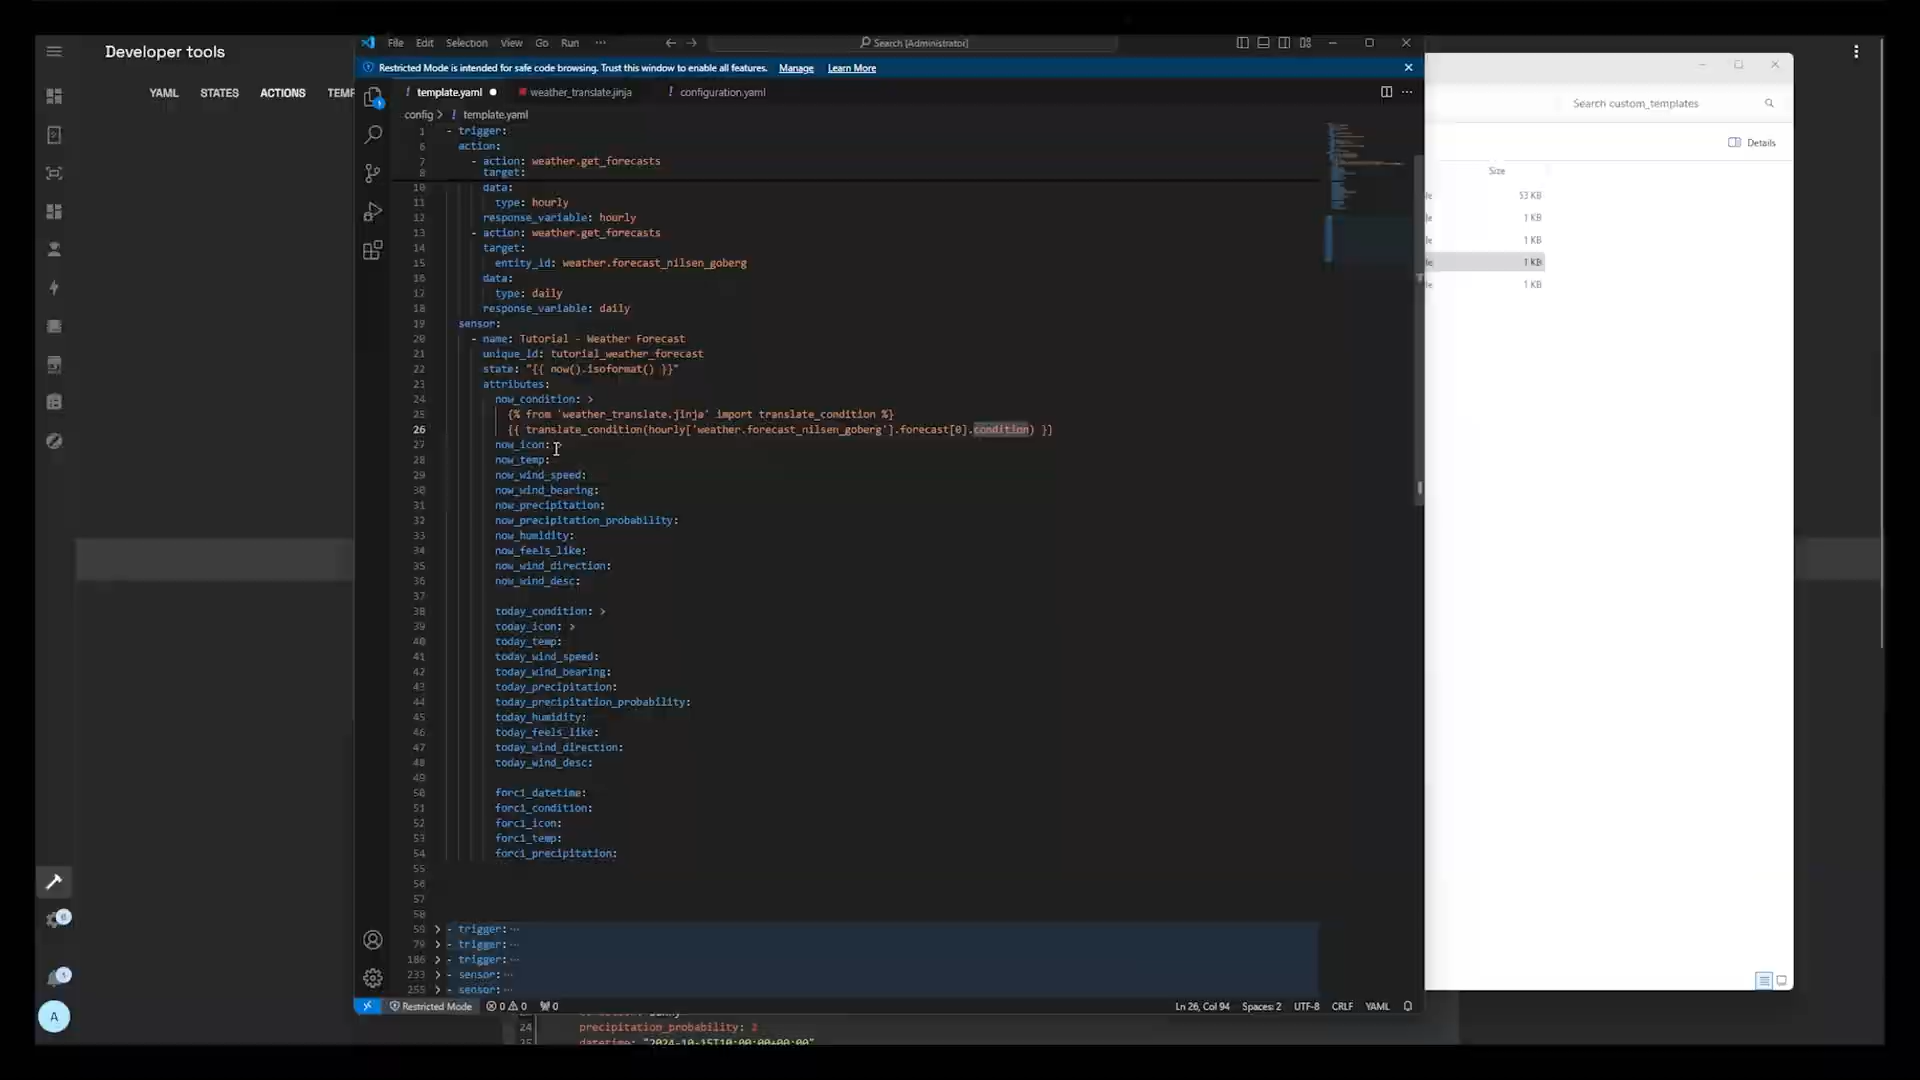 Developer tools
YAML STATES ACTIONS TEMP
File Edit Selection View Go Run ··· Search [Administrator]
Restricted Mode is intended for safe code browsing. Trust this window to enable all features. Manage Learn More
! template.yaml weather_translate.jinja ! configuration.yaml
config > ! template.yaml
1 - trigger:
6 action:
7 - action: weather.get_forecasts
8 target:
10 data:
11 type: hourly
12 response_variable: hourly
13 - action: weather.get_forecasts
14 target:
15 entity_id: weather.forecast_nilsen_goberg
16 data:
17 type: daily
18 response_variable: daily
19 sensor:
20 - name: Tutorial - Weather Forecast
21 unique_id: tutorial_weather_forecast
22 state: "{{ now().isoformat() }}"
23 attributes:
24 now_condition: >
25 {% from 'weather_translate.jinja' import translate_condition %}
26 {{ translate_condition(hourly['weather.forecast_nilsen_goberg'].forecast[0].condition) }}
27 now_icon: >
28 now_temp:
29 now_wind_speed:
30 now_wind_bearing:
31 now_precipitation:
32 now_precipitation_probability:
33 now_humidity:
34 now_feels_like:
35 now_wind_direction:
36 now_wind_desc:
37
38 today_condition: >
39 today_icon: >
40 today_temp:
41 today_wind_speed:
42 today_wind_bearing:
43 today_precipitation:
44 today_precipitation_probability:
45 today_humidity:
46 today_feels_like:
47 today_wind_direction:
48 today_wind_desc:
49
50 forc1_datetime:
51 forc1_condition:
52 forc1_icon:
53 forc1_temp:
54 forc1_precipitation:
55
56
57
58
59 > - trigger: ···
79 > - trigger: ···
186 > - trigger: ···
233 > - sensor: ···
255 > - sensor: ···
Restricted Mode 0 0 0 Ln 26, Col 94 Spaces: 2 UTF-8 CRLF YAML
24 precipitation_probability: 2
25 datetime: "2024-10-15T10:00:00+00:00"
Search custom_templates
Details
Size
53 KB
1 KB
1 KB
1 KB
1 KB
6
1
A